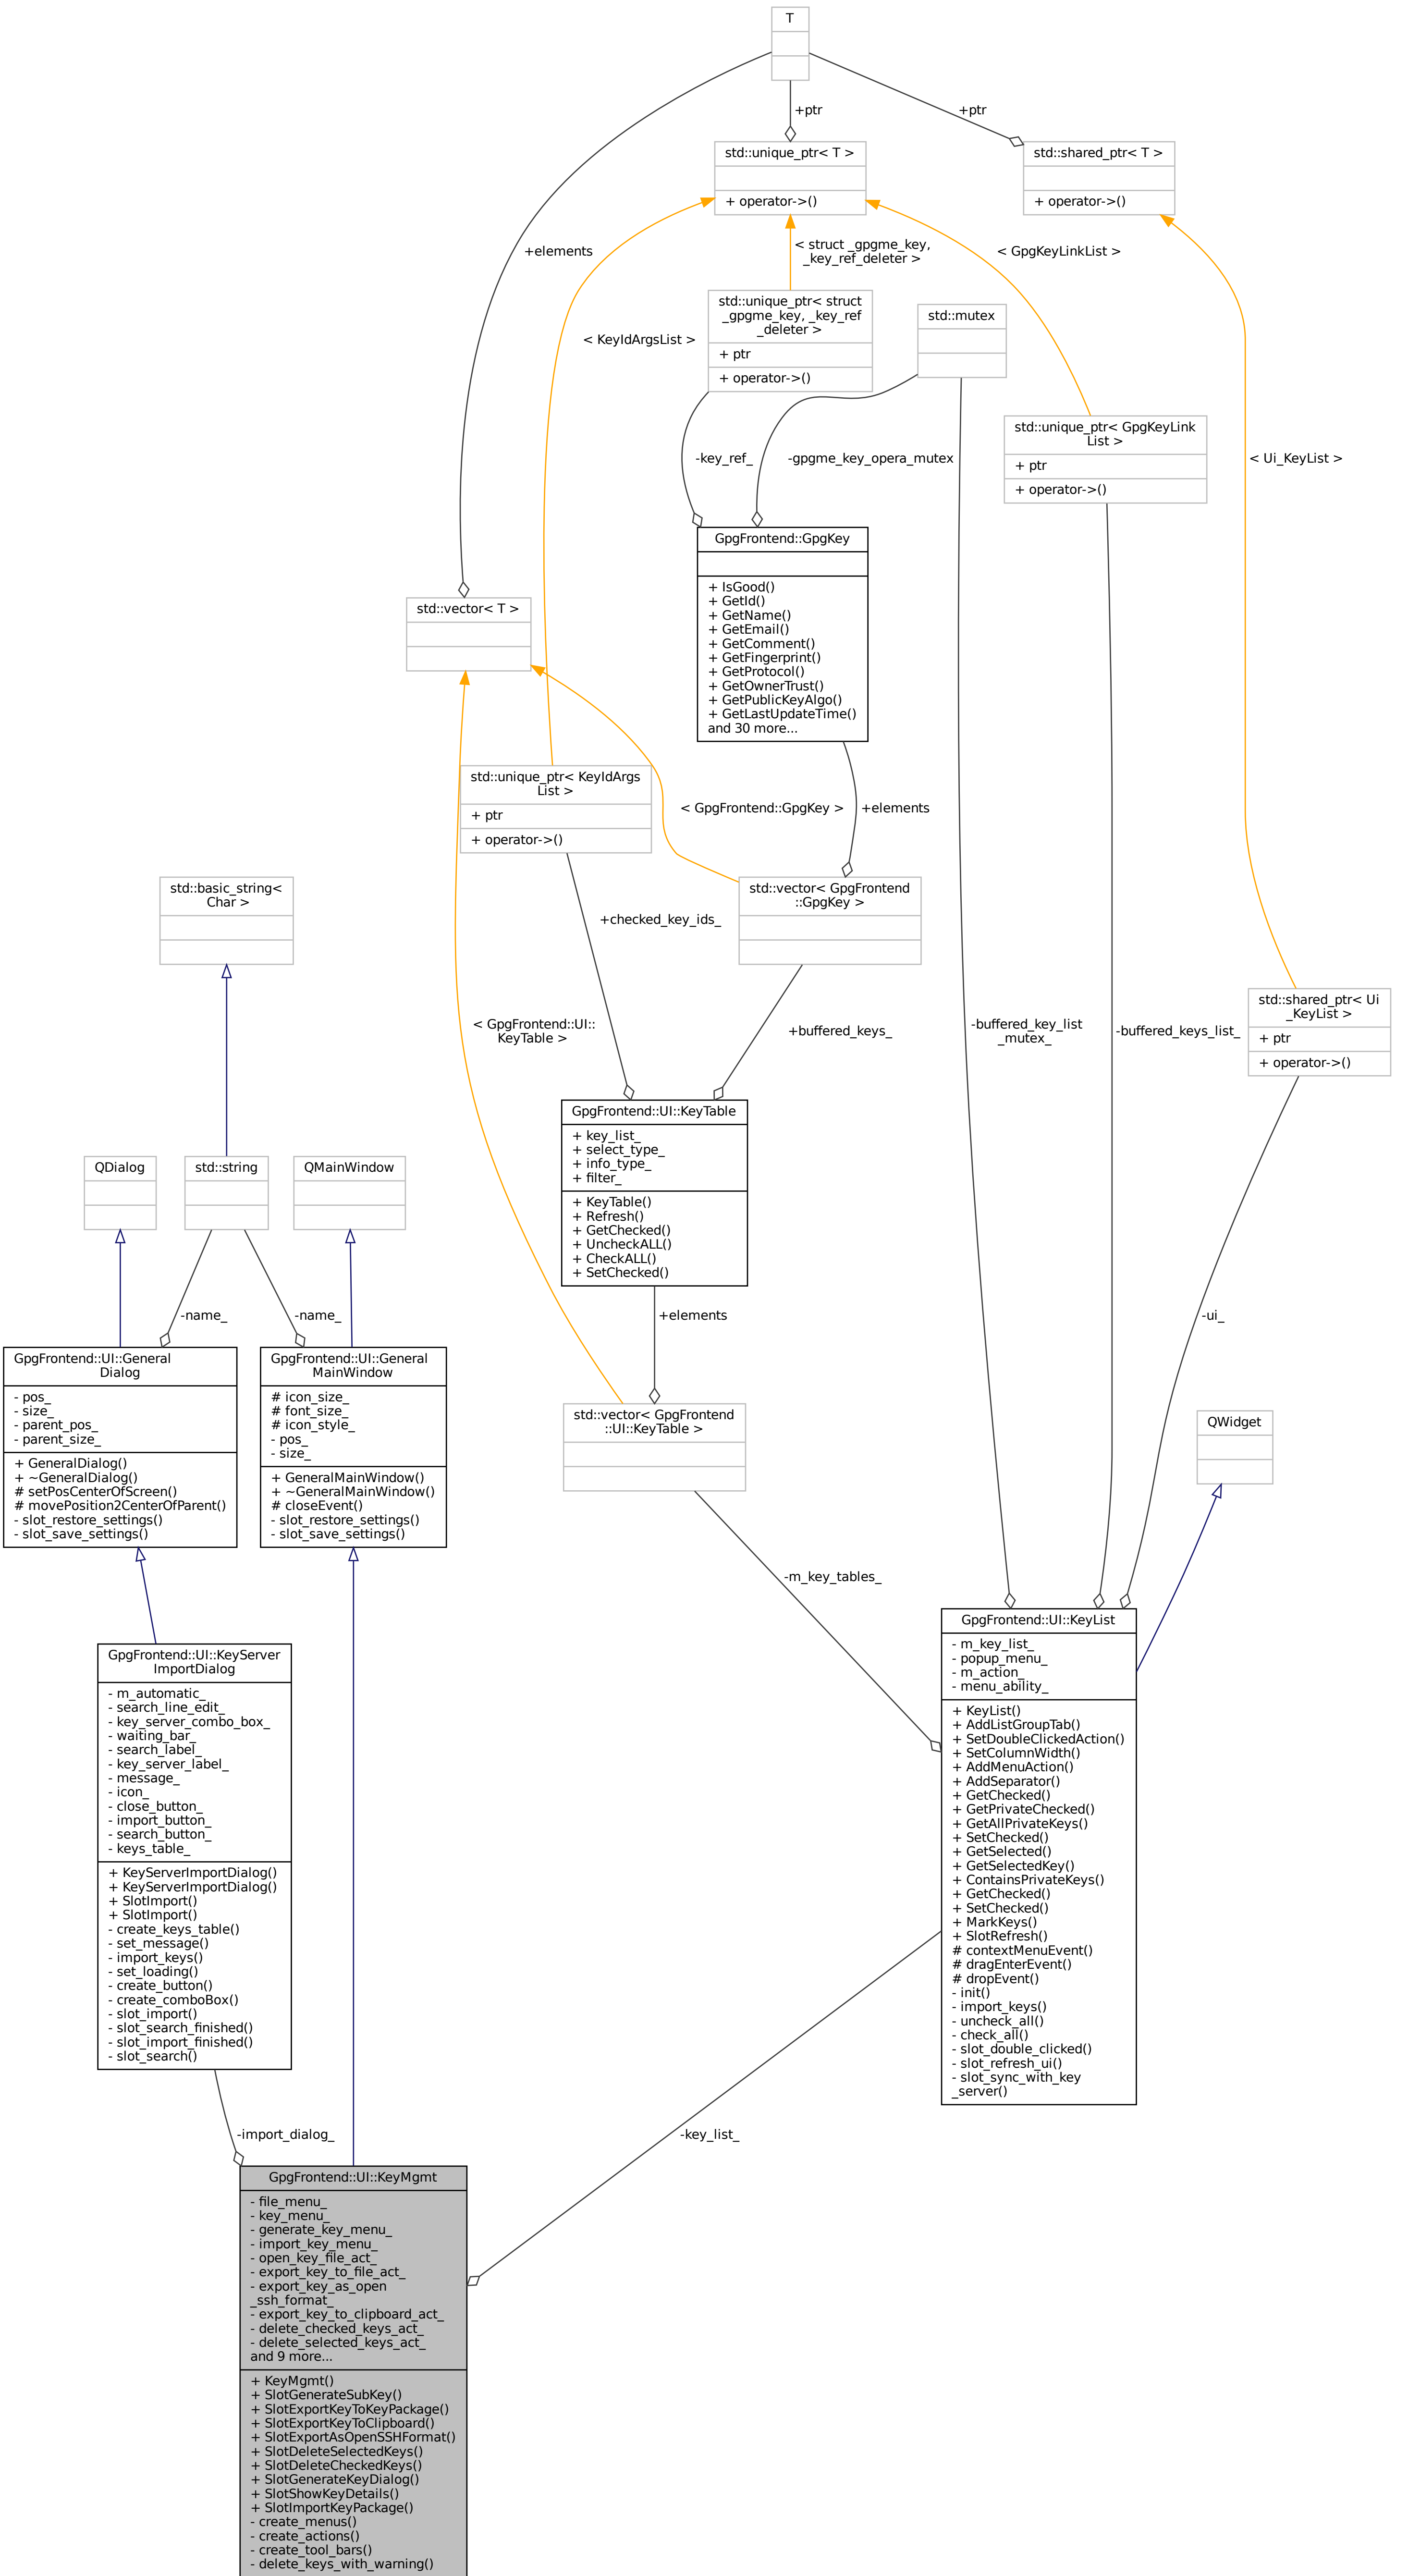 T
+ptr
+ptr
std::unique_ptr< T >
+ operator->()
std::shared_ptr< T >
+ operator->()
+elements
< struct _gpgme_key,
_key_ref_deleter >
< GpgKeyLinkList >
std::unique_ptr< struct
_gpgme_key, _key_ref
_deleter >
+ ptr
+ operator->()
std::mutex
< KeyIdArgsList >
std::unique_ptr< GpgKeyLink
List >
+ ptr
+ operator->()
-key_ref_
-gpgme_key_opera_mutex
< Ui_KeyList >
GpgFrontend::GpgKey
+ IsGood()
+ GetId()
+ GetName()
+ GetEmail()
+ GetComment()
+ GetFingerprint()
+ GetProtocol()
+ GetOwnerTrust()
+ GetPublicKeyAlgo()
+ GetLastUpdateTime()
and 30 more...
std::vector< T >
std::unique_ptr< KeyIdArgs
List >
+ ptr
+ operator->()
< GpgFrontend::GpgKey >
+elements
std::basic_string<
Char >
std::vector< GpgFrontend
::GpgKey >
+checked_key_ids_
std::shared_ptr< Ui
_KeyList >
+ ptr
+ operator->()
< GpgFrontend::UI::
KeyTable >
+buffered_keys_
-buffered_key_list
_mutex_
-buffered_keys_list_
GpgFrontend::UI::KeyTable
+ key_list_
+ select_type_
+ info_type_
+ filter_
+ KeyTable()
+ Refresh()
+ GetChecked()
+ UncheckALL()
+ CheckALL()
+ SetChecked()
QDialog
std::string
QMainWindow
-name_
-name_
+elements
-ui_
GpgFrontend::UI::General
Dialog
- pos_
- size_
- parent_pos_
- parent_size_
+ GeneralDialog()
+ ~GeneralDialog()
# setPosCenterOfScreen()
# movePosition2CenterOfParent()
- slot_restore_settings()
- slot_save_settings()
GpgFrontend::UI::General
MainWindow
# icon_size_
# font_size_
# icon_style_
- pos_
- size_
+ GeneralMainWindow()
+ ~GeneralMainWindow()
# closeEvent()
- slot_restore_settings()
- slot_save_settings()
std::vector< GpgFrontend
::UI::KeyTable >
QWidget
-m_key_tables_
GpgFrontend::UI::KeyList
- m_key_list_
- popup_menu_
- m_action_
- menu_ability_
+ KeyList()
+ AddListGroupTab()
+ SetDoubleClickedAction()
+ SetColumnWidth()
+ AddMenuAction()
+ AddSeparator()
+ GetChecked()
+ GetPrivateChecked()
+ GetAllPrivateKeys()
+ SetChecked()
+ GetSelected()
+ GetSelectedKey()
+ ContainsPrivateKeys()
+ GetChecked()
+ SetChecked()
+ MarkKeys()
+ SlotRefresh()
# contextMenuEvent()
# dragEnterEvent()
# dropEvent()
- init()
- import_keys()
- uncheck_all()
- check_all()
- slot_double_clicked()
- slot_refresh_ui()
- slot_sync_with_key
_server()
GpgFrontend::UI::KeyServer
ImportDialog
- m_automatic_
- search_line_edit_
- key_server_combo_box_
- waiting_bar_
- search_label_
- key_server_label_
- message_
- icon_
- close_button_
- import_button_
- search_button_
- keys_table_
+ KeyServerImportDialog()
+ KeyServerImportDialog()
+ SlotImport()
+ SlotImport()
- create_keys_table()
- set_message()
- import_keys()
- set_loading()
- create_button()
- create_comboBox()
- slot_import()
- slot_search_finished()
- slot_import_finished()
- slot_search()
-import_dialog_
-key_list_
GpgFrontend::UI::KeyMgmt
- file_menu_
- key_menu_
- generate_key_menu_
- import_key_menu_
- open_key_file_act_
- export_key_to_file_act_
- export_key_as_open
_ssh_format_
- export_key_to_clipboard_act_
- delete_checked_keys_act_
- delete_selected_keys_act_
and 9 more...
+ KeyMgmt()
+ SlotGenerateSubKey()
+ SlotExportKeyToKeyPackage()
+ SlotExportKeyToClipboard()
+ SlotExportAsOpenSSHFormat()
+ SlotDeleteSelectedKeys()
+ SlotDeleteCheckedKeys()
+ SlotGenerateKeyDialog()
+ SlotShowKeyDetails()
+ SlotImportKeyPackage()
- create_menus()
- create_actions()
- create_tool_bars()
- delete_keys_with_warning()